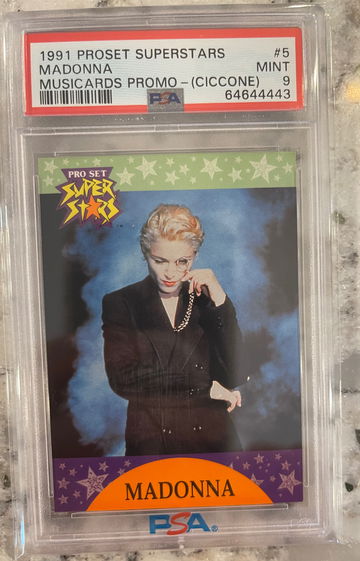 1991 PROSET SUPERSTARS #5
MADONNA MINT
MUSICARDS PROMO - (CICCONE) 9
PSA 64644443
PRO SET
SUPER
STARS
MADONNA
PSA®